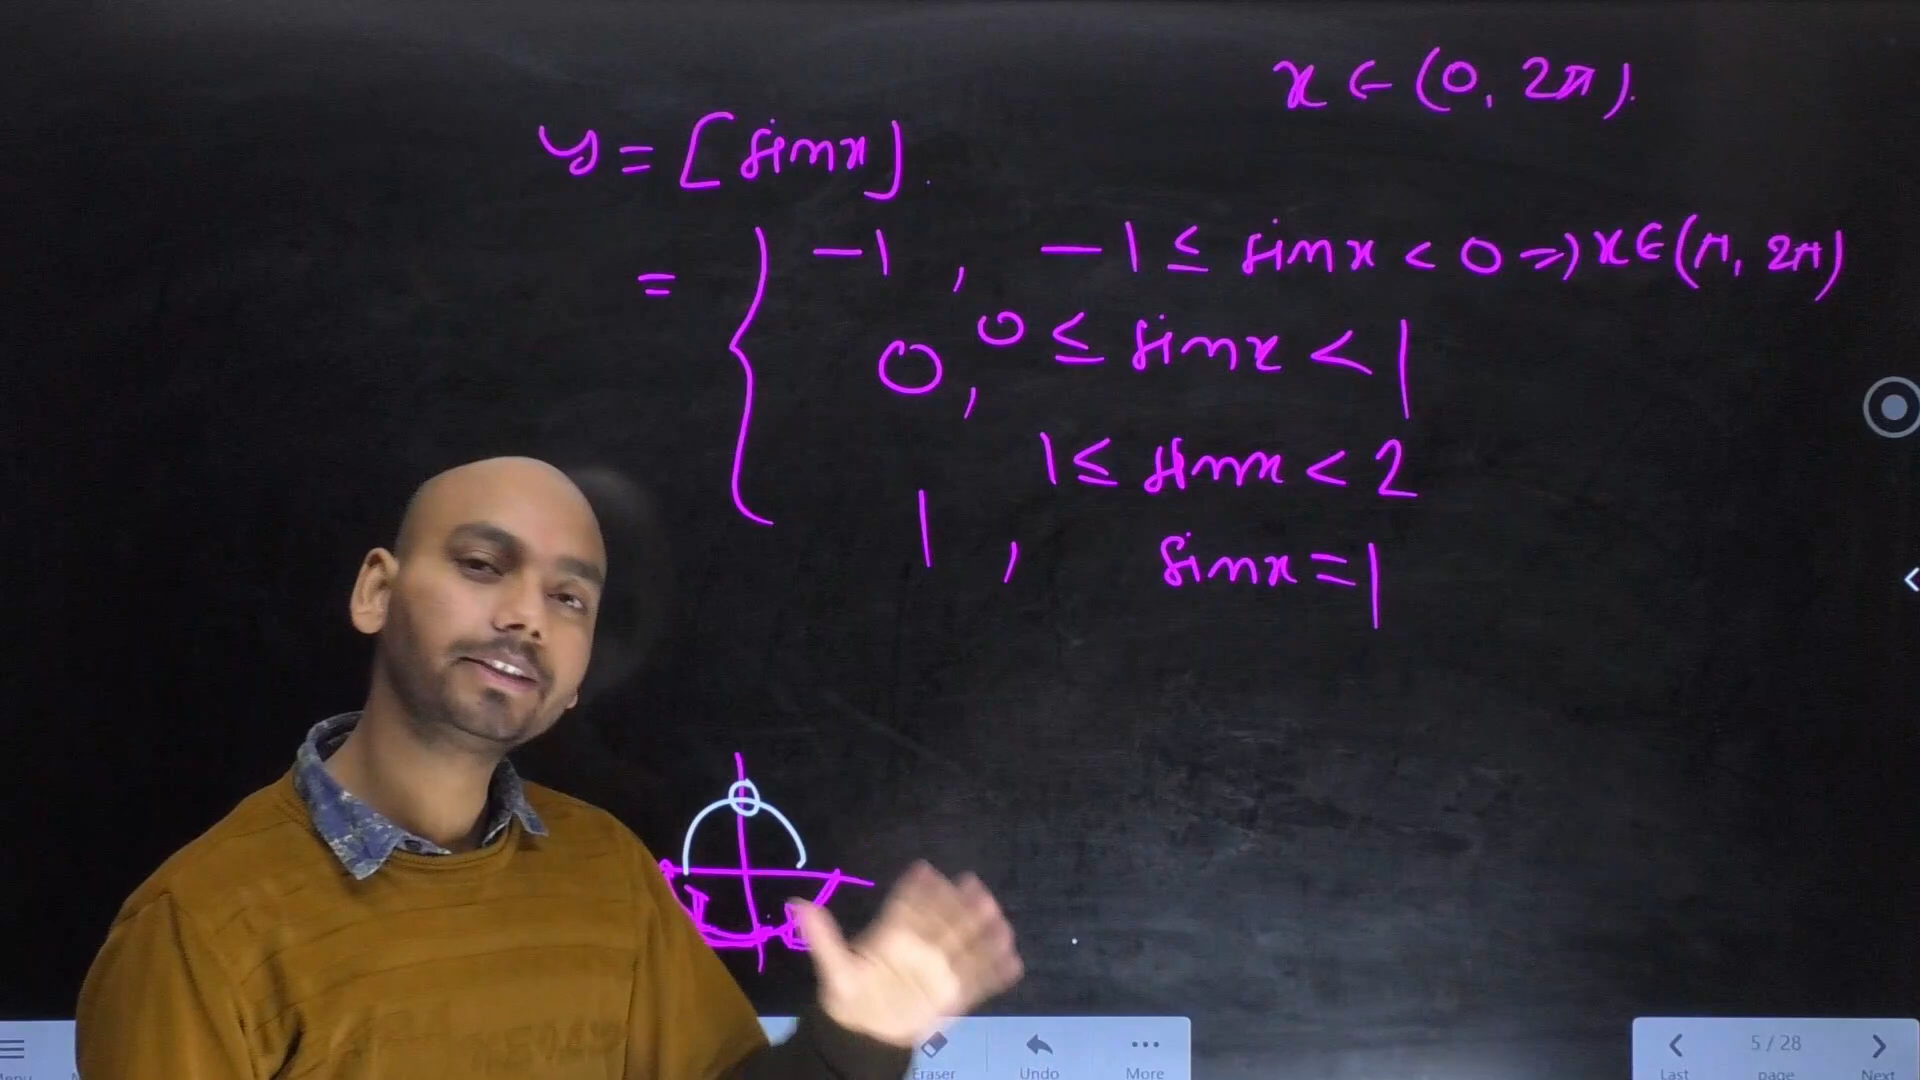 x ∈ (0, 2π).
y = [sinx].
= { -1, -1 ≤ sinx < 0 ⇒ x ∈ (π, 2π)
0, 0 ≤ sinx < 1
1 ≤ sinx < 2
1, sinx = 1
Eraser
Undo
More
5 / 28
Last
page
Next